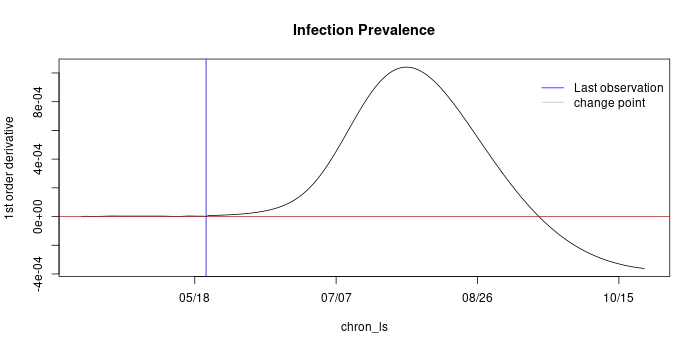 Infection Prevalence
1st order derivative
8e-04
4e-04
0e+00
-4e-04
Last observation
change point
05/18
07/07
08/26
10/15
chron_ls